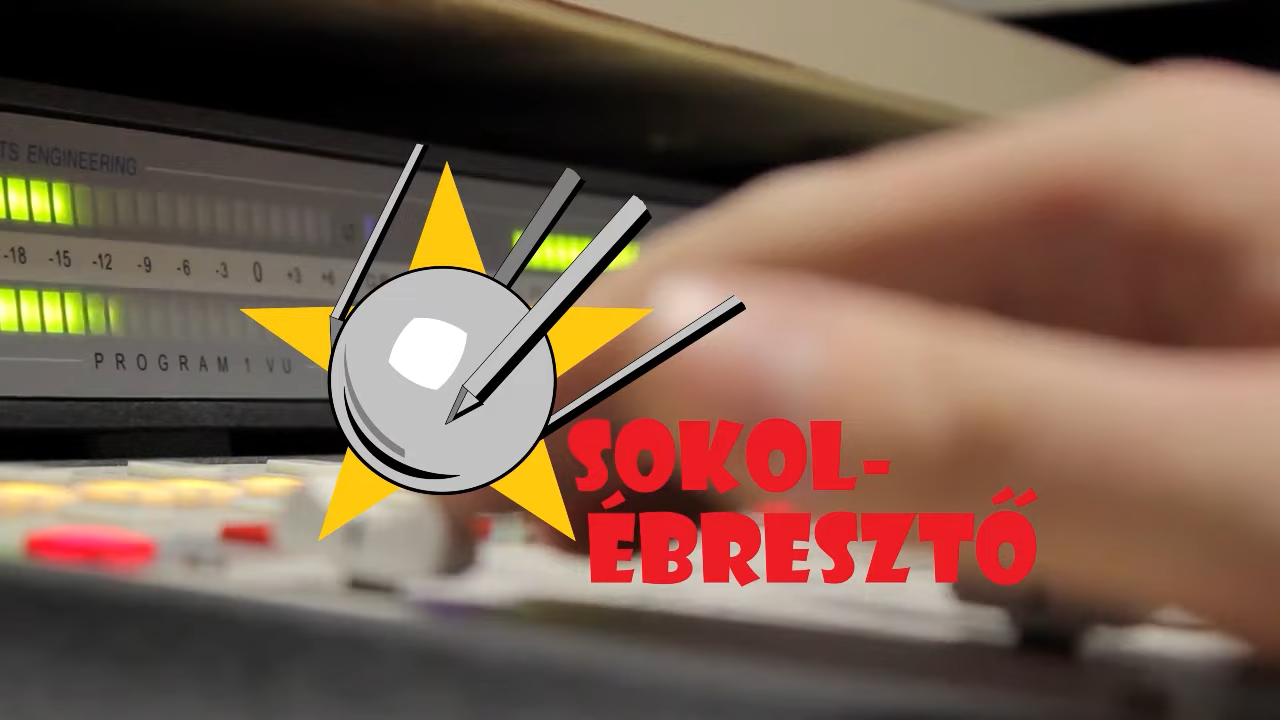 TS ENGINEERING
-18 -15 -12 -9 -6 -3 0 +3 +6
PROGRAM 1 VU
SOKOL-
ÉBRESZTŐ